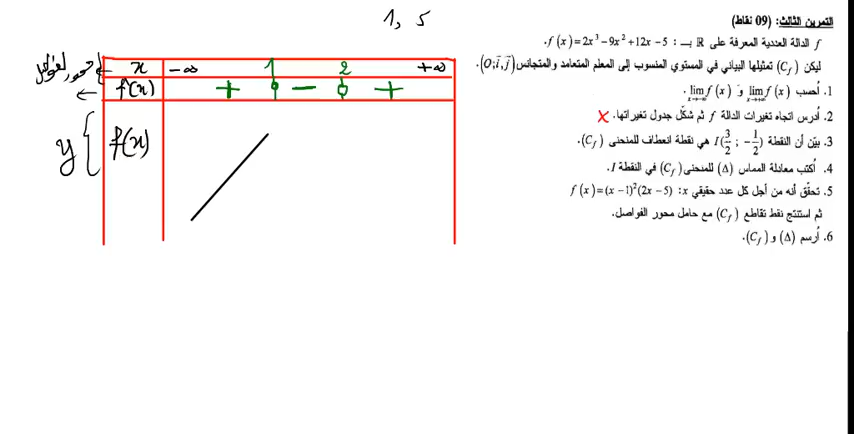 التمرين الثالث: (09 نقاط)
f الدالة العددية المعرفة على ℝ بـ : f(x)=2x³−9x²+12x−5.
ليكن (C_f) تمثيلها البياني في المستوي المنسوب إلى المعلم المتعامد والمتجانس (O;i⃗,j⃗).
1. أحسب lim_{x→+∞} f(x) و lim_{x→−∞} f(x).
2. أدرس اتجاه تغيرات الدالة f ثم شكّل جدول تغيراتها. X
3. بيّن أن النقطة I(3/2 ; −1/2) هي نقطة انعطاف للمنحنى (C_f).
4. أكتب معادلة المماس (Δ) للمنحنى (C_f) في النقطة I.
5. تحقّق أنه من أجل كل عدد حقيقي x: f(x)=(x−1)²(2x−5)
ثم استنتج نقط تقاطع (C_f) مع حامل محور الفواصل.
6. أرسم (Δ) و (C_f).
1, 5
x −∞ 1 2 +∞
f'(x) + 0 − 0 +
y { f(x)